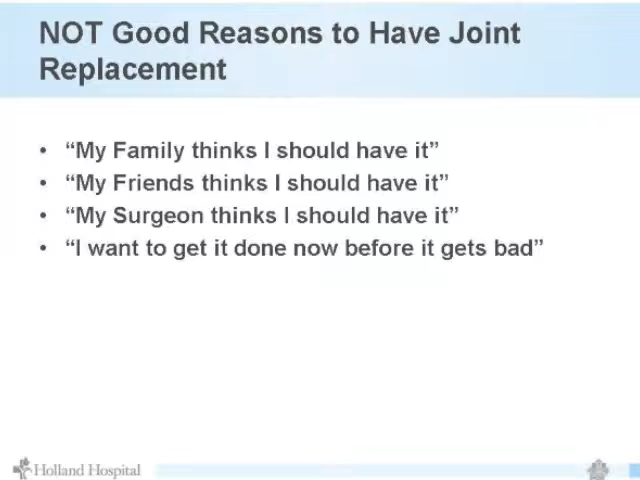 NOT Good Reasons to Have Joint
Replacement
• “My Family thinks I should have it”
• “My Friends thinks I should have it”
• “My Surgeon thinks I should have it”
• “I want to get it done now before it gets bad”
Holland Hospital